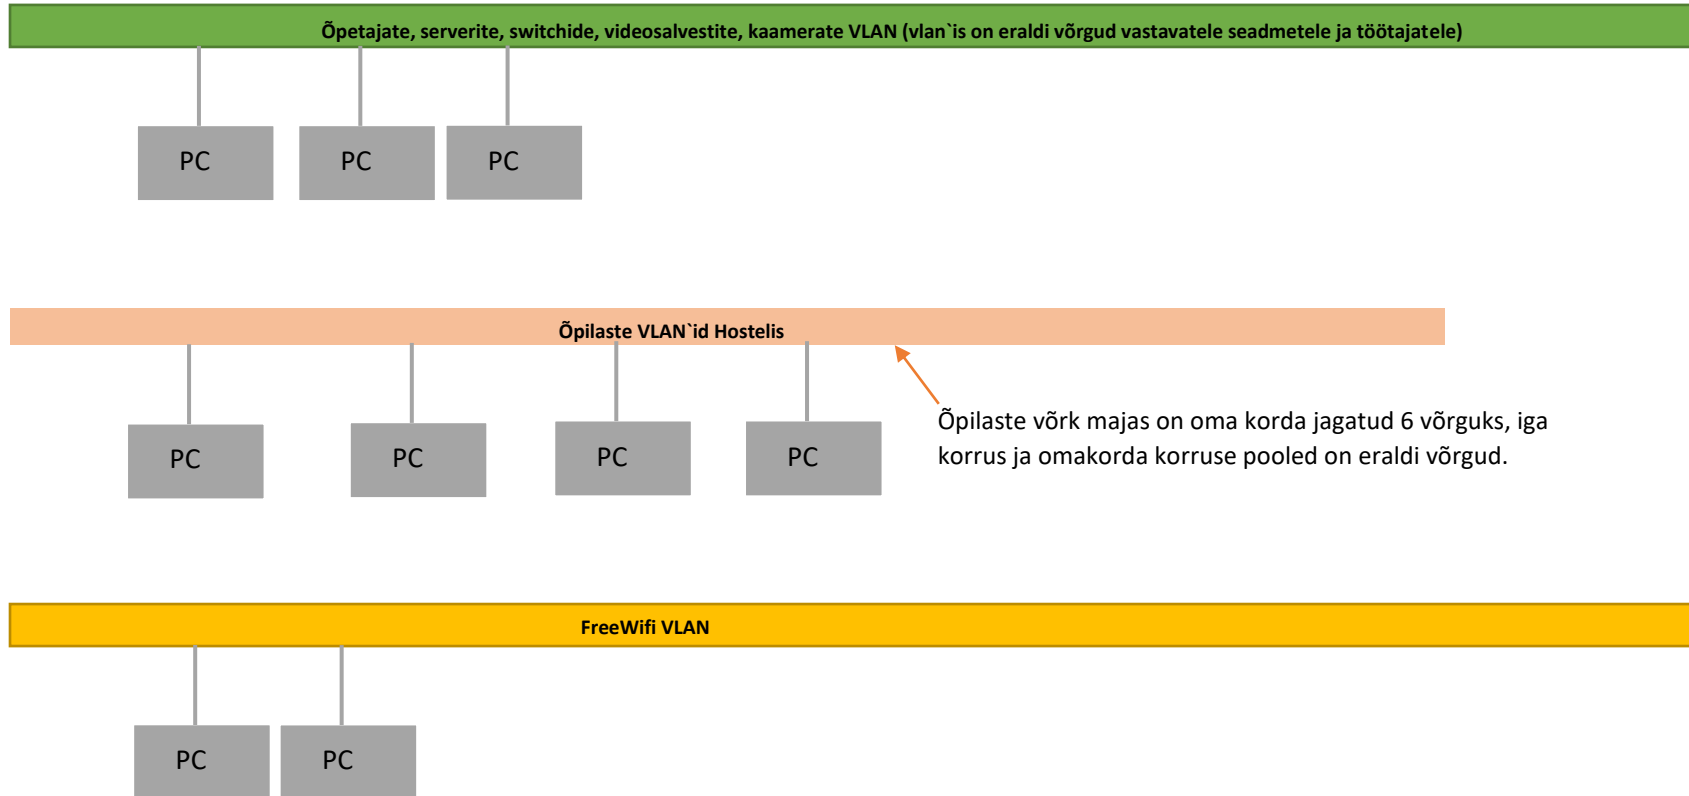 Õpetajate, serverite, switchide, videosalvestite, kaamerate VLAN (vlan`is on eraldi võrgud vastavatele seadmetele ja töötajatele)
PC
PC
PC
Õpilaste VLAN`id Hostelis
Õpilaste võrk majas on oma korda jagatud 6 võrguks, iga
korrus ja omakorda korruse pooled on eraldi võrgud.
PC
PC
PC
PC
FreeWifi VLAN
PC
PC